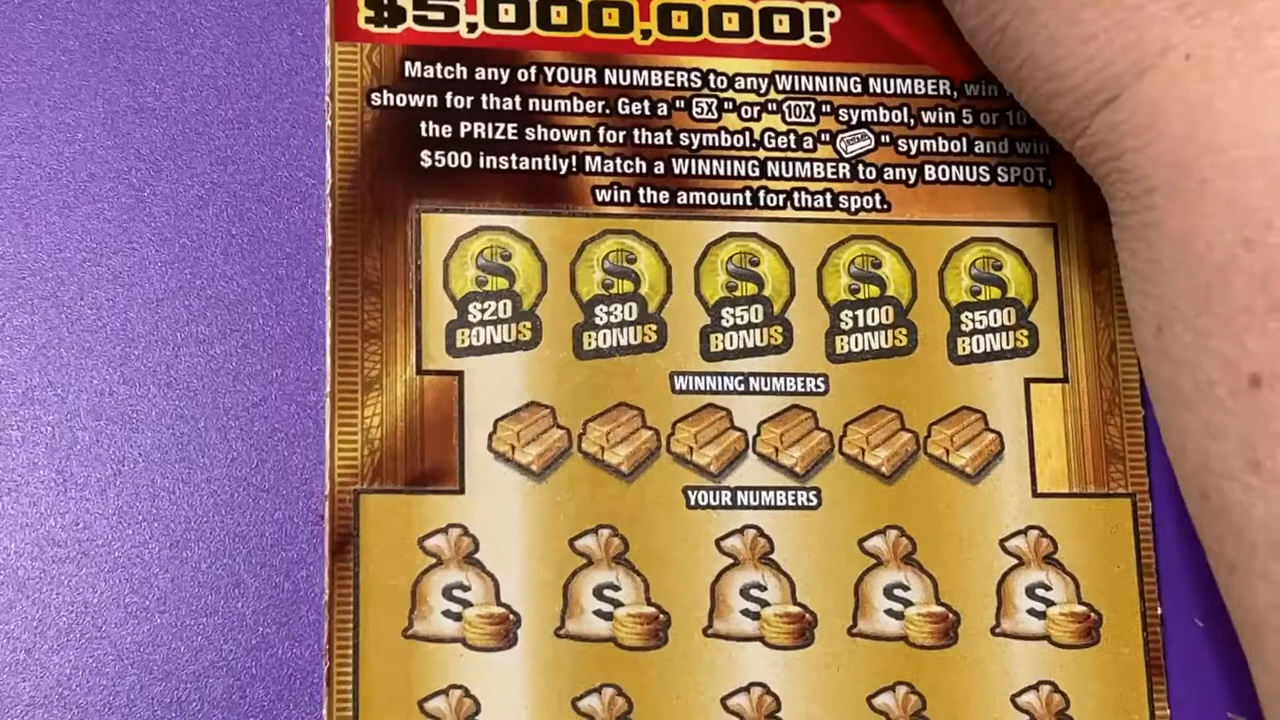 $5,000,000!
Match any of YOUR NUMBERS to any WINNING NUMBER, win
shown for that number. Get a "5X" or "10X" symbol, win 5 or 10
the PRIZE shown for that symbol. Get a " " symbol and win
$500 instantly! Match a WINNING NUMBER to any BONUS SPOT,
win the amount for that spot.
$ $ $ $ $
$20 $30 $50 $100 $500
BONUS BONUS BONUS BONUS BONUS
WINNING NUMBERS
YOUR NUMBERS
$ $ $ $ $